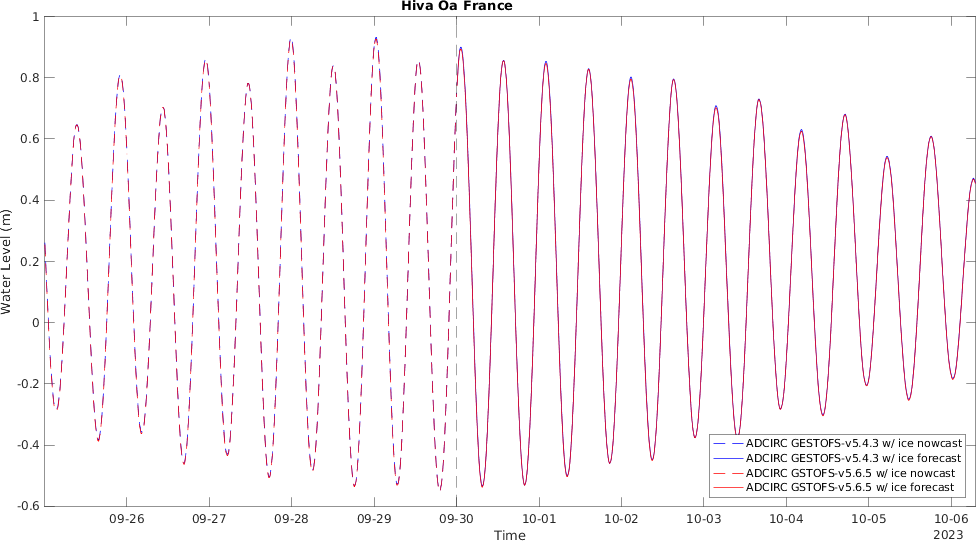 Hiva Oa France
1
0.8
0.6
0.4
0.2
0
-0.2
-0.4
-0.6
Water Level (m)
ADCIRC GESTOFS-v5.4.3 w/ ice nowcast
ADCIRC GESTOFS-v5.4.3 w/ ice forecast
ADCIRC GSTOFS-v5.6.5 w/ ice nowcast
ADCIRC GSTOFS-v5.6.5 w/ ice forecast
09-26 09-27 09-28 09-29 09-30 10-01 10-02 10-03 10-04 10-05 10-06
Time 2023